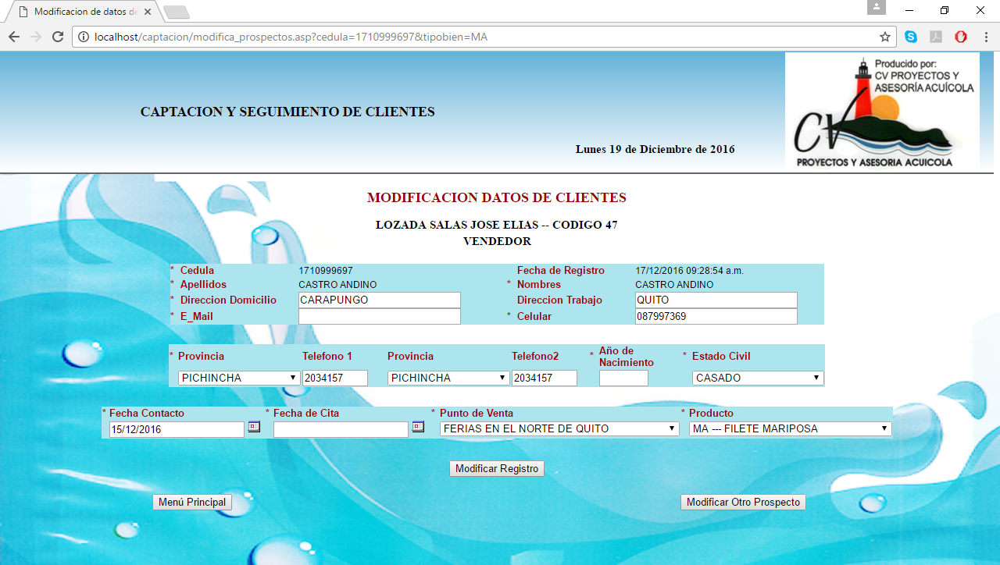 Modificacion de datos de
localhost/captacion/modifica_prospectos.asp?cedula=1710999697&tipobien=MA
Producido por:
CV PROYECTOS Y
ASESORÍA ACUÍCOLA
CAPTACION Y SEGUIMIENTO DE CLIENTES
CV
Lunes 19 de Diciembre de 2016
PROYECTOS Y ASESORIA ACUICOLA
MODIFICACION DATOS DE CLIENTES
LOZADA SALAS JOSE ELIAS -- CODIGO 47
VENDEDOR
* Cedula 1710999697 Fecha de Registro 17/12/2016 09:28:54 a.m.
* Apellidos CASTRO ANDINO * Nombres CASTRO ANDINO
* Direccion Domicilio CARAPUNGO Direccion Trabajo QUITO
* E_Mail * Celular 087997369
* Provincia Telefono 1 Provincia Telefono2 * Año de Nacimiento * Estado Civil
PICHINCHA 2034157 PICHINCHA 2034157 CASADO
* Fecha Contacto * Fecha de Cita * Punto de Venta * Producto
15/12/2016 FERIAS EN EL NORTE DE QUITO MA --- FILETE MARIPOSA
Modificar Registro
Menú Principal Modificar Otro Prospecto